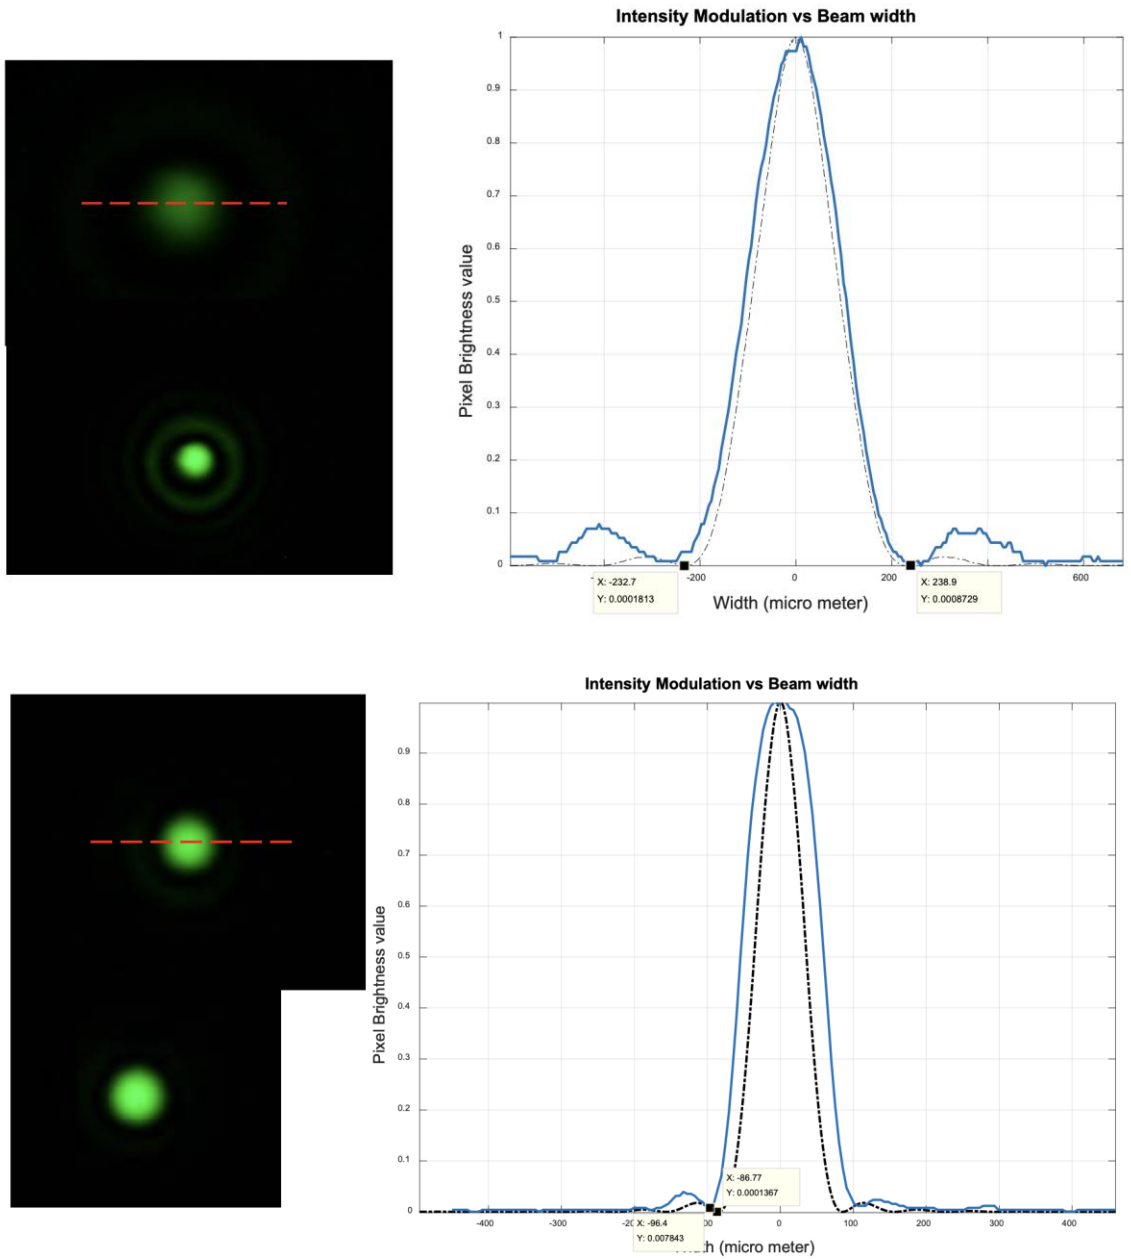 Intensity Modulation vs Beam width
1
0.9
0.8
0.7
0.6
0.5
0.4
0.3
0.2
0.1
0
Pixel Brightness value
-200 0 200 600
X: -232.7
Y: 0.0001813
X: 238.9
Y: 0.0008729
Width (micro meter)
Intensity Modulation vs Beam width
0.9
0.8
0.7
0.6
0.5
0.4
0.3
0.2
0.1
0
Pixel Brightness value
X: -86.77
Y: 0.0001367
-400 -300 -200 0 100 200 300 400
X: -96.4
Y: 0.007843
(micro meter)